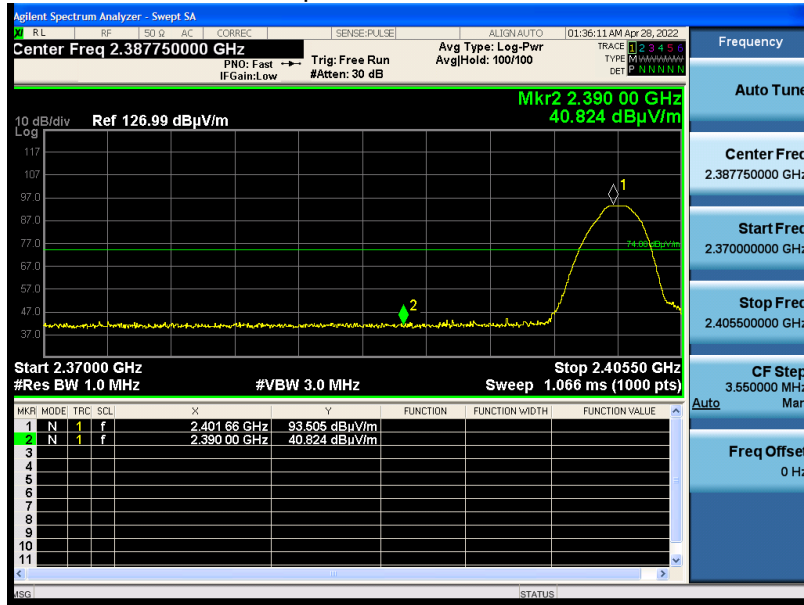 Agilent Spectrum Analyzer - Swept SA
RL RF 50 Ω AC CORREC SENSE:PULSE ALIGN AUTO 01:36:11 AM Apr 28, 2022
Center Freq 2.387750000 GHz
PNO: Fast
IFGain:Low
Trig: Free Run
#Atten: 30 dB
Avg Type: Log-Pwr
Avg|Hold: 100/100
TRACE 1 2 3 4 5 6
TYPE M W W W W W
DET P N N N N N
Mkr2 2.390 00 GHz
40.824 dBµV/m
10 dB/div Ref 126.99 dBµV/m
Log
117
107
97.0
87.0
77.0
67.0
57.0
47.0
37.0
1
74.00 dBµV/m
2
Start 2.37000 GHz Stop 2.40550 GHz
#Res BW 1.0 MHz #VBW 3.0 MHz Sweep 1.066 ms (1000 pts)
MKR MODE TRC SCL X Y FUNCTION FUNCTION WIDTH FUNCTION VALUE
1 N 1 f 2.401 66 GHz 93.505 dBµV/m
2 N 1 f 2.390 00 GHz 40.824 dBµV/m
3
4
5
6
7
8
9
10
11
MSG STATUS
Frequency
Auto Tune
Center Freq
2.387750000 GHz
Start Freq
2.370000000 GHz
Stop Freq
2.405500000 GHz
CF Step
3.550000 MHz
Auto Man
Freq Offset
0 Hz